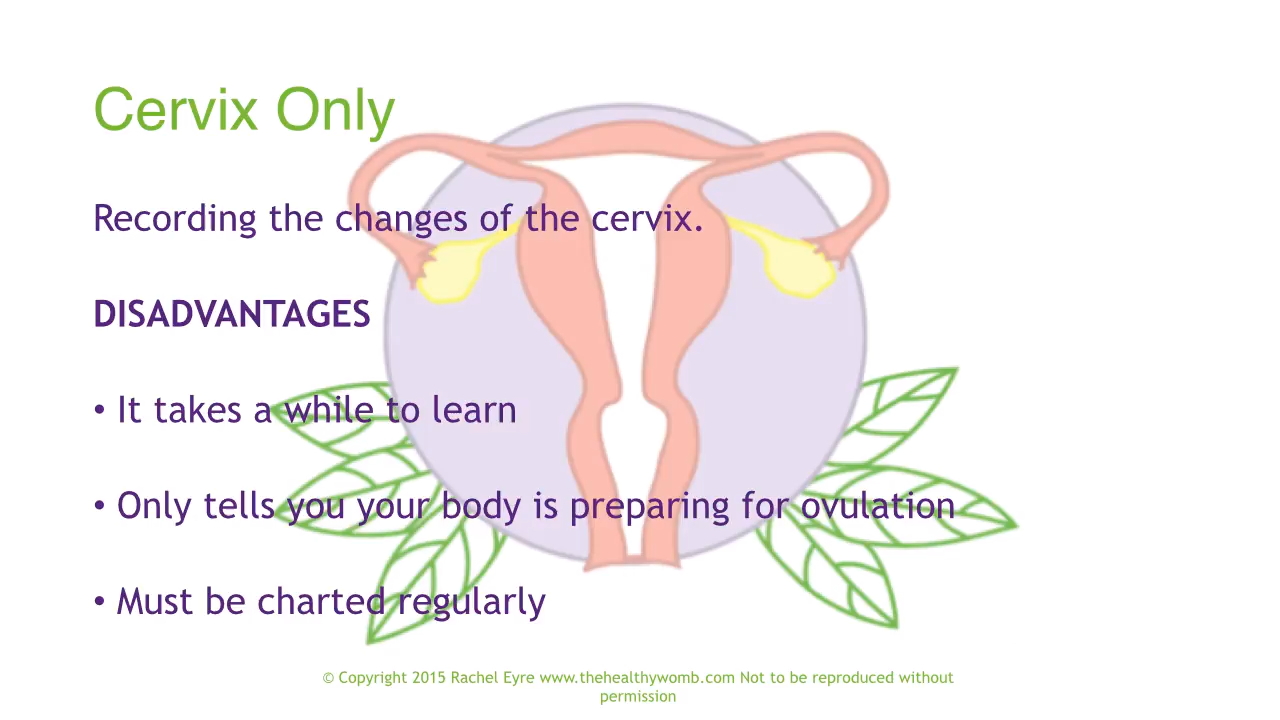 Cervix Only
Recording the changes of the cervix.
DISADVANTAGES
• It takes a while to learn
• Only tells you your body is preparing for ovulation
• Must be charted regularly
© Copyright 2015 Rachel Eyre www.thehealthywomb.com Not to be reproduced without
permission